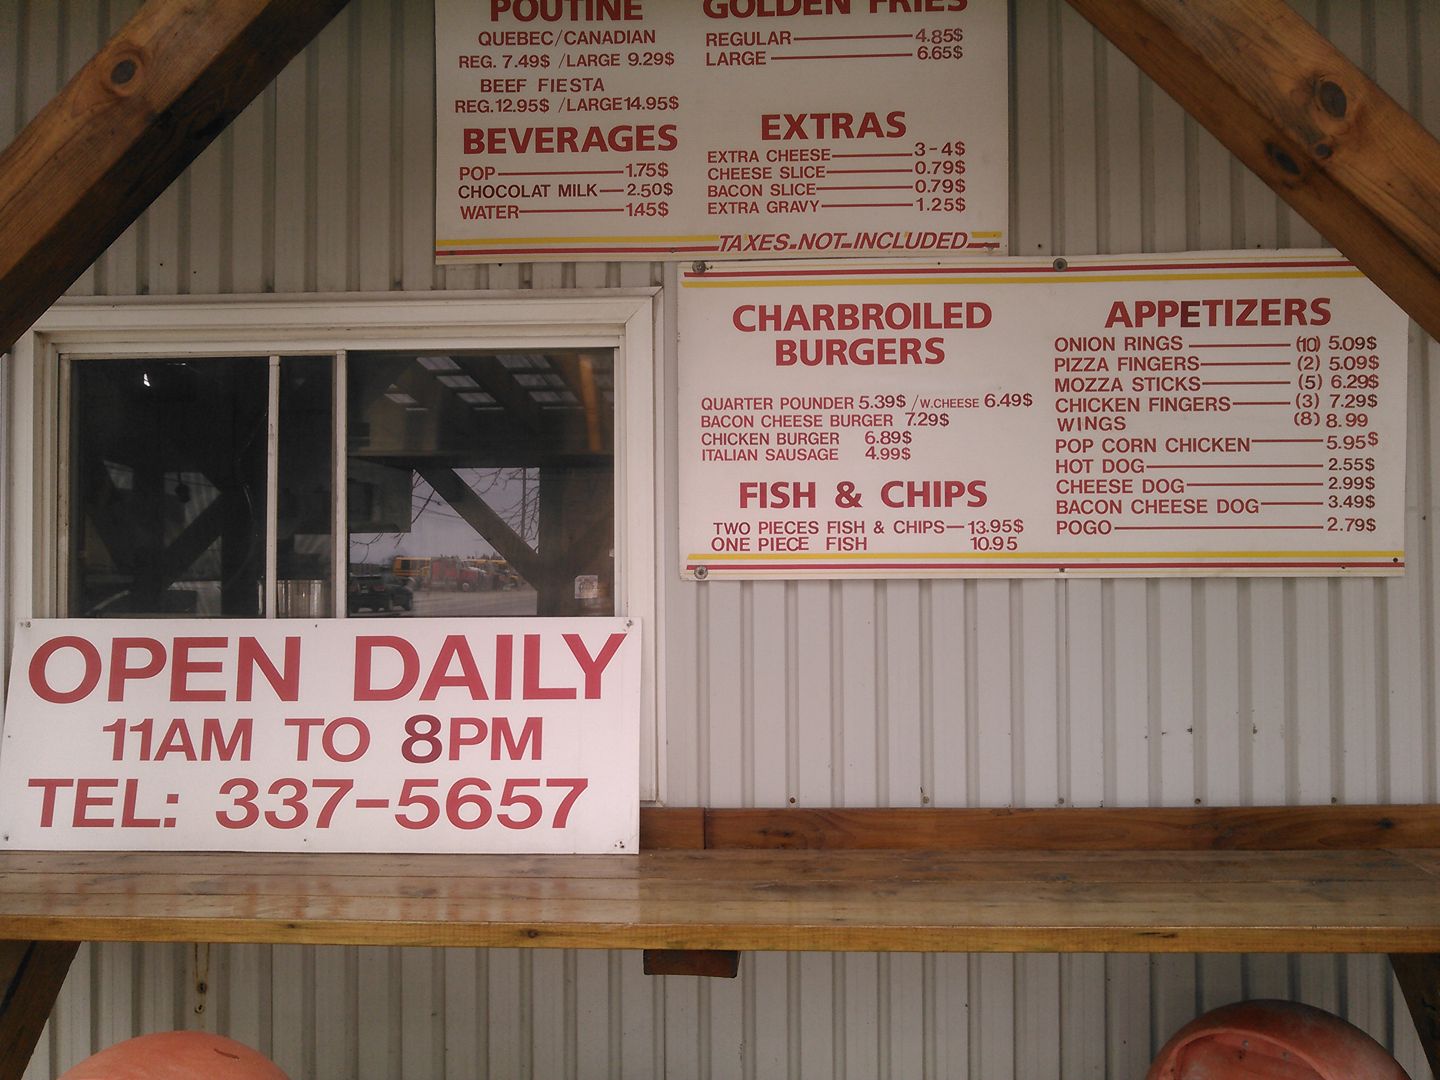 POUTINE
QUEBEC/CANADIAN
REG. 7.49$ /LARGE 9.29$
BEEF FIESTA
REG. 12.95$ /LARGE 14.95$
BEVERAGES
POP 1.75$
CHOCOLAT MILK 2.50$
WATER 1.45$
GOLDEN FRIES
REGULAR 4.85$
LARGE 6.65$
EXTRAS
EXTRA CHEESE 3-4$
CHEESE SLICE 0.79$
BACON SLICE 0.79$
EXTRA GRAVY 1.25$
TAXES NOT INCLUDED
CHARBROILED
BURGERS
QUARTER POUNDER 5.39$ /W.CHEESE 6.49$
BACON CHEESE BURGER 7.29$
CHICKEN BURGER 6.89$
ITALIAN SAUSAGE 4.99$
FISH & CHIPS
TWO PIECES FISH & CHIPS 13.95$
ONE PIECE FISH 10.95
APPETIZERS
ONION RINGS (10) 5.09$
PIZZA FINGERS (2) 5.09$
MOZZA STICKS (5) 6.29$
CHICKEN FINGERS (3) 7.29$
WINGS (8) 8.99
POP CORN CHICKEN 5.95$
HOT DOG 2.55$
CHEESE DOG 2.99$
BACON CHEESE DOG 3.49$
POGO 2.79$
OPEN DAILY
11AM TO 8PM
TEL: 337-5657